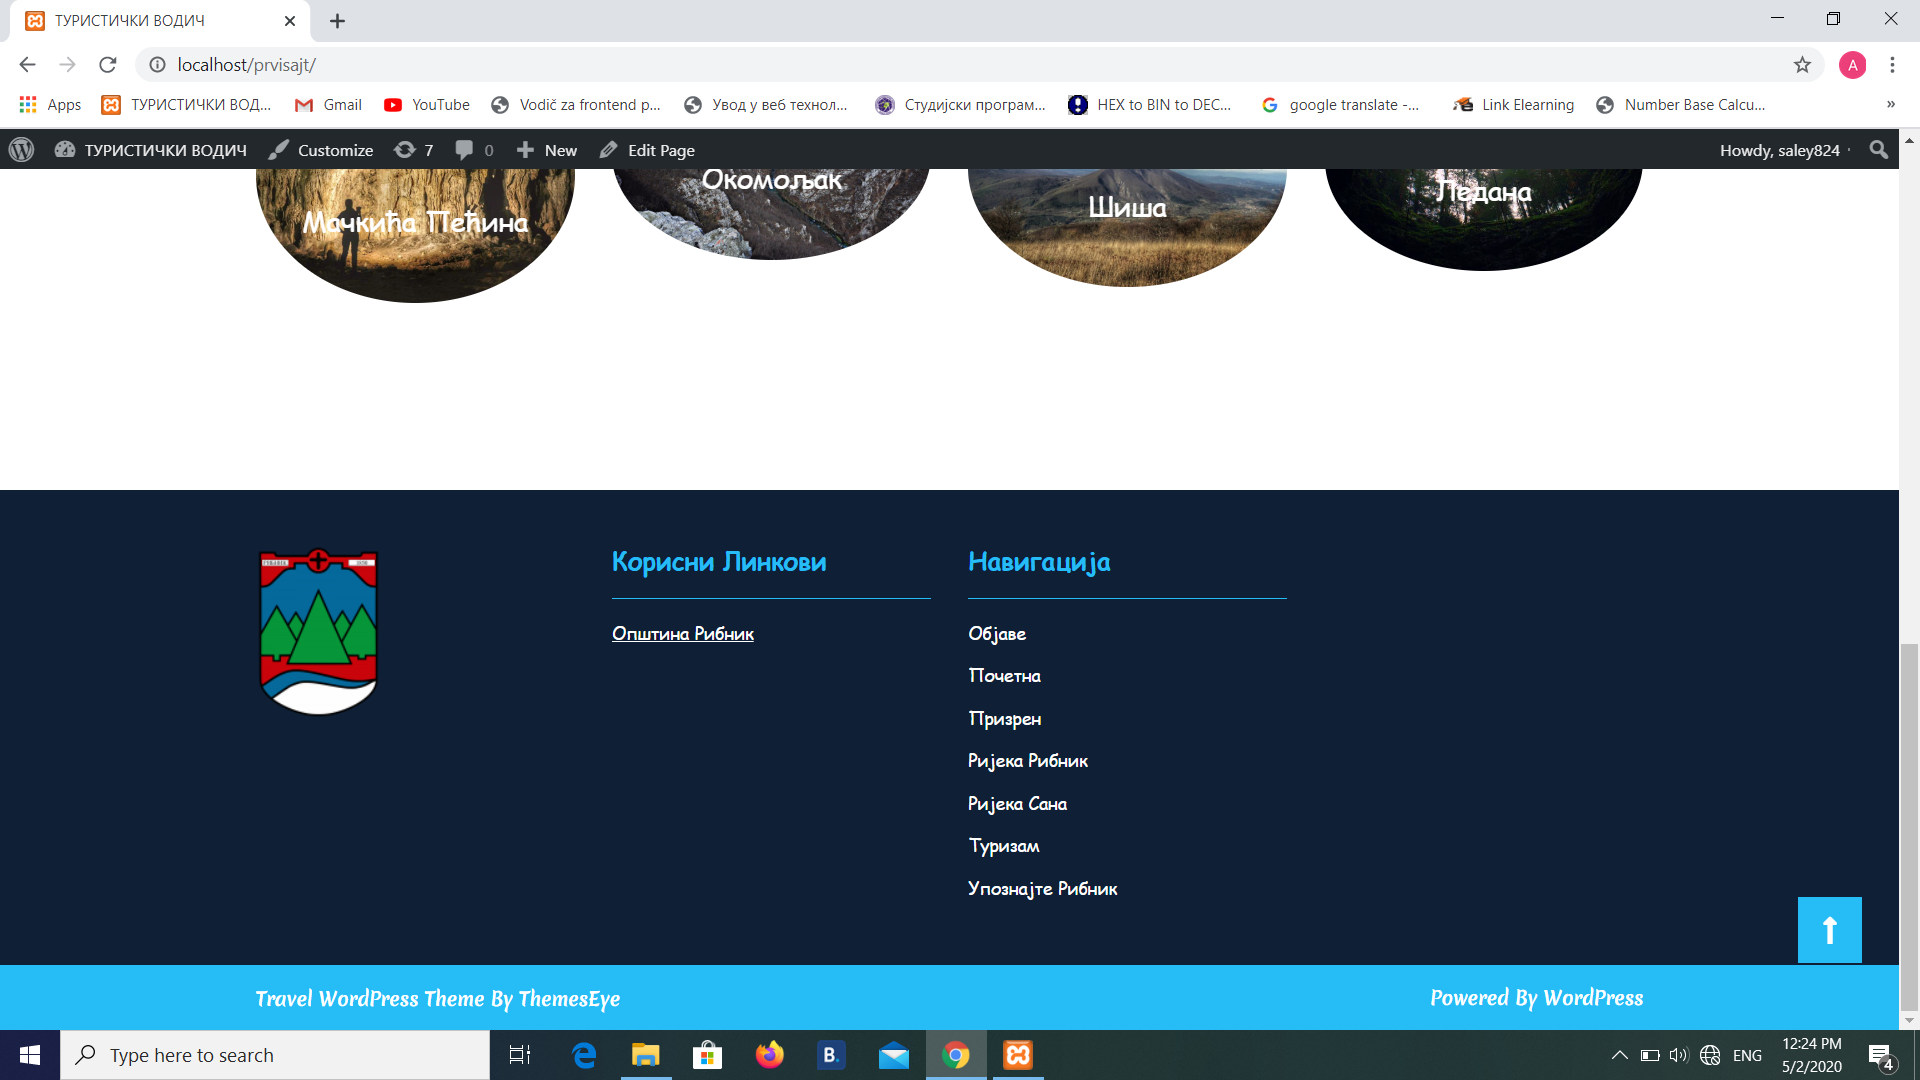 ТУРИСТИЧКИ ВОДИЧ
localhost/prvisajt/
A
Apps ТУРИСТИЧКИ ВОД... Gmail YouTube Vodič za frontend p... Увод у веб технол... Студијски програм... HEX to BIN to DEC... google translate -... Link Elearning Number Base Calcu... »
ТУРИСТИЧКИ ВОДИЧ Customize 7 0 New Edit Page Howdy, saley824
Мачкића Пећина
Окомољак
Шиша
Ледана
Корисни Линкови
Општина Рибник
Навигација
Објаве
Почетна
Призрен
Ријека Рибник
Ријека Сана
Туризам
Упознајте Рибник
Travel WordPress Theme By ThemesEye
Powered By WordPress
Type here to search
B.
ENG
12:24 PM
5/2/2020
4